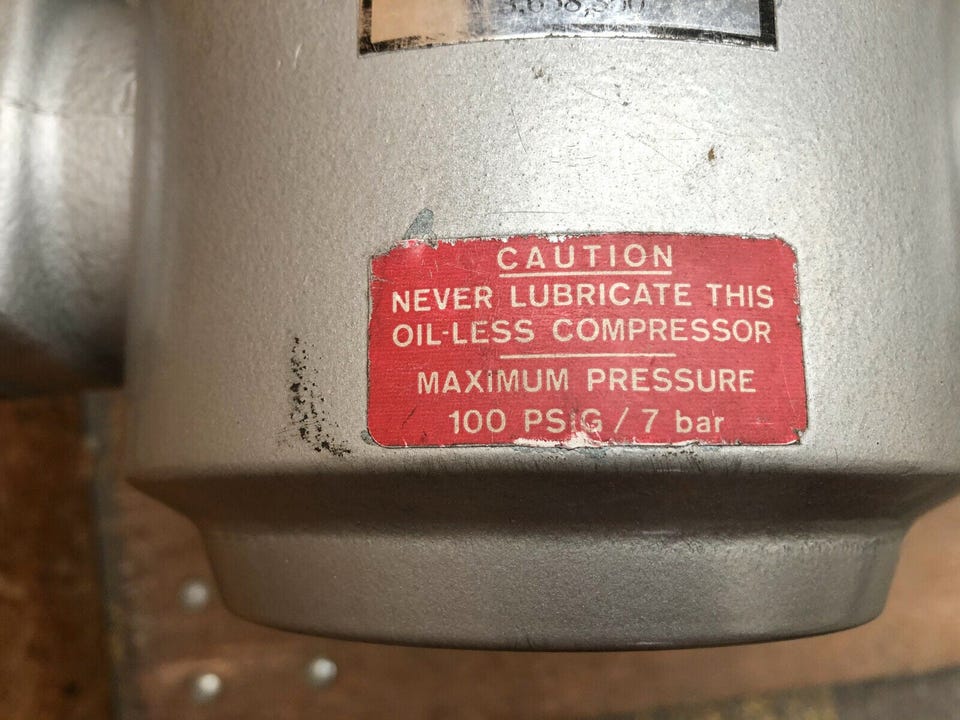 CAUTION
NEVER LUBRICATE THIS
OIL-LESS COMPRESSOR
MAXIMUM PRESSURE
100 PSIG / 7 bar